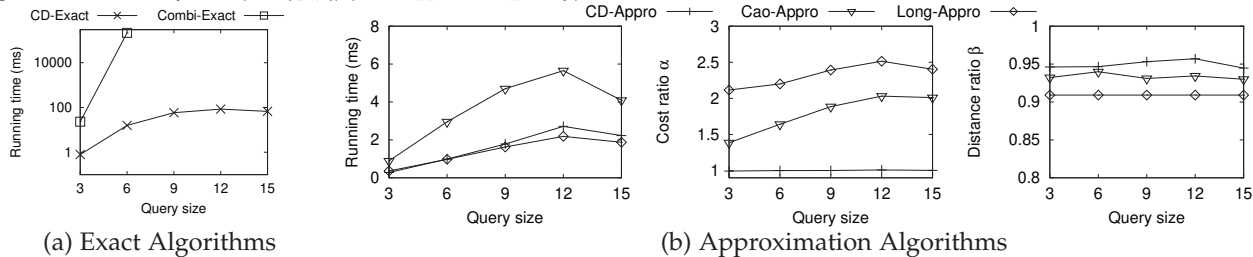 CD-Exact Combi-Exact
Running time (ms)
10000
100
1
3 6 9 12 15
Query size
(a) Exact Algorithms
CD-Appro Cao-Appro Long-Appro
Running time (ms)
8
6
4
2
0
3 6 9 12 15
Query size
Cost ratio α
3
2.5
2
1.5
1
3 6 9 12 15
Query size
Distance ratio β
1
0.95
0.9
0.85
0.8
3 6 9 12 15
Query size
(b) Approximation Algorithms